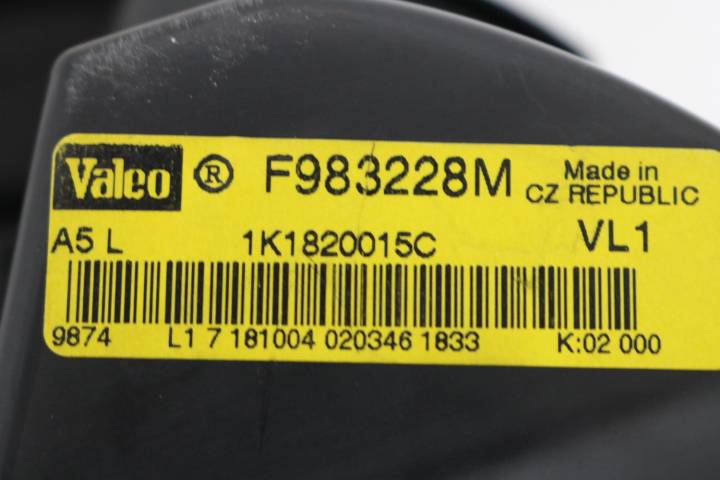 Valeo ® F983228M Made in
CZ REPUBLIC
A5 L 1K1820015C VL1
9874 L1 7 181004 020346 1833 K:02 000